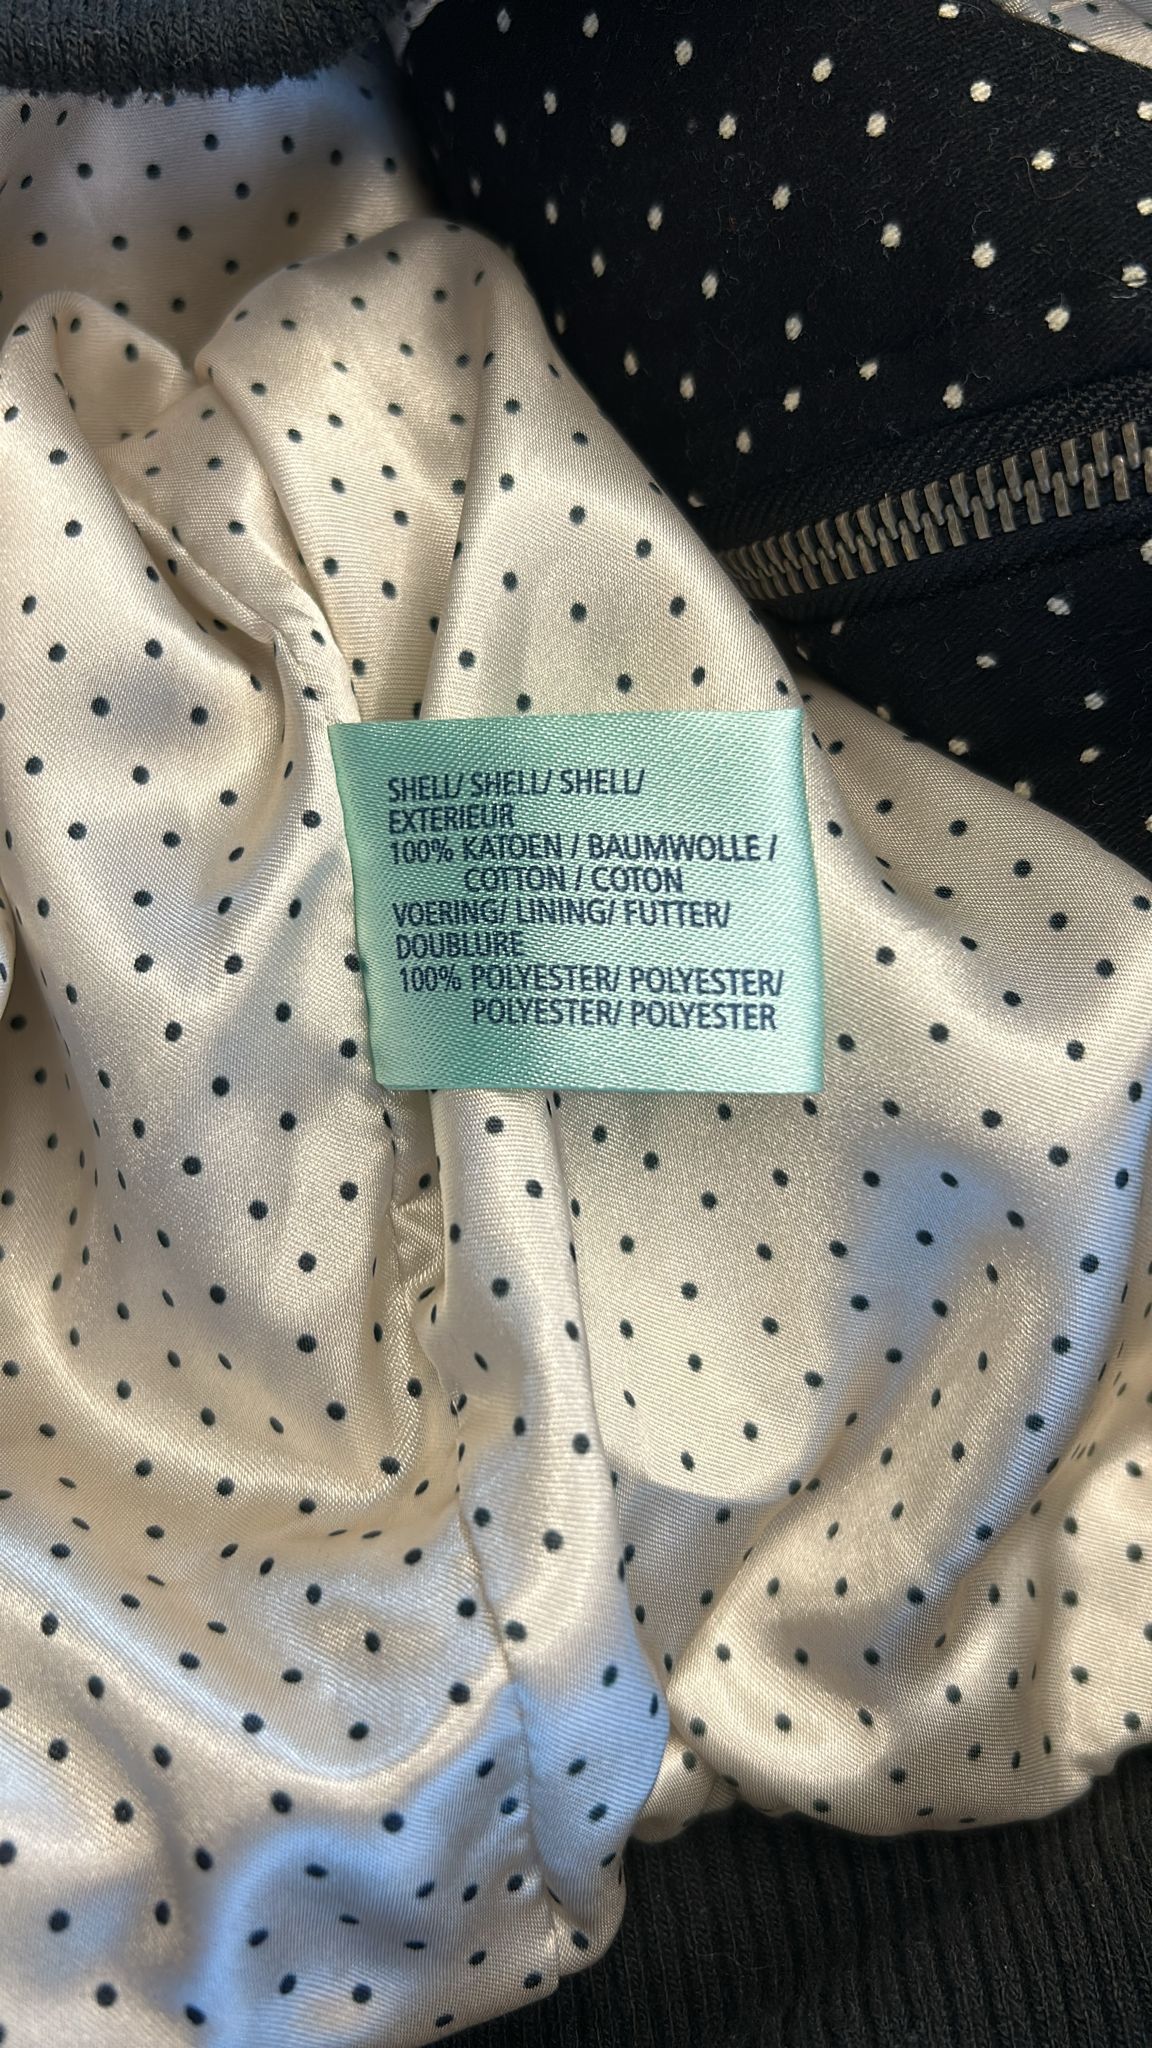 SHELL/ SHELL/ SHELL/
EXTERIEUR
100% KATOEN / BAUMWOLLE /
COTTON / COTON
VOERING/ LINING/ FUTTER/
DOUBLURE
100% POLYESTER/ POLYESTER/
POLYESTER/ POLYESTER